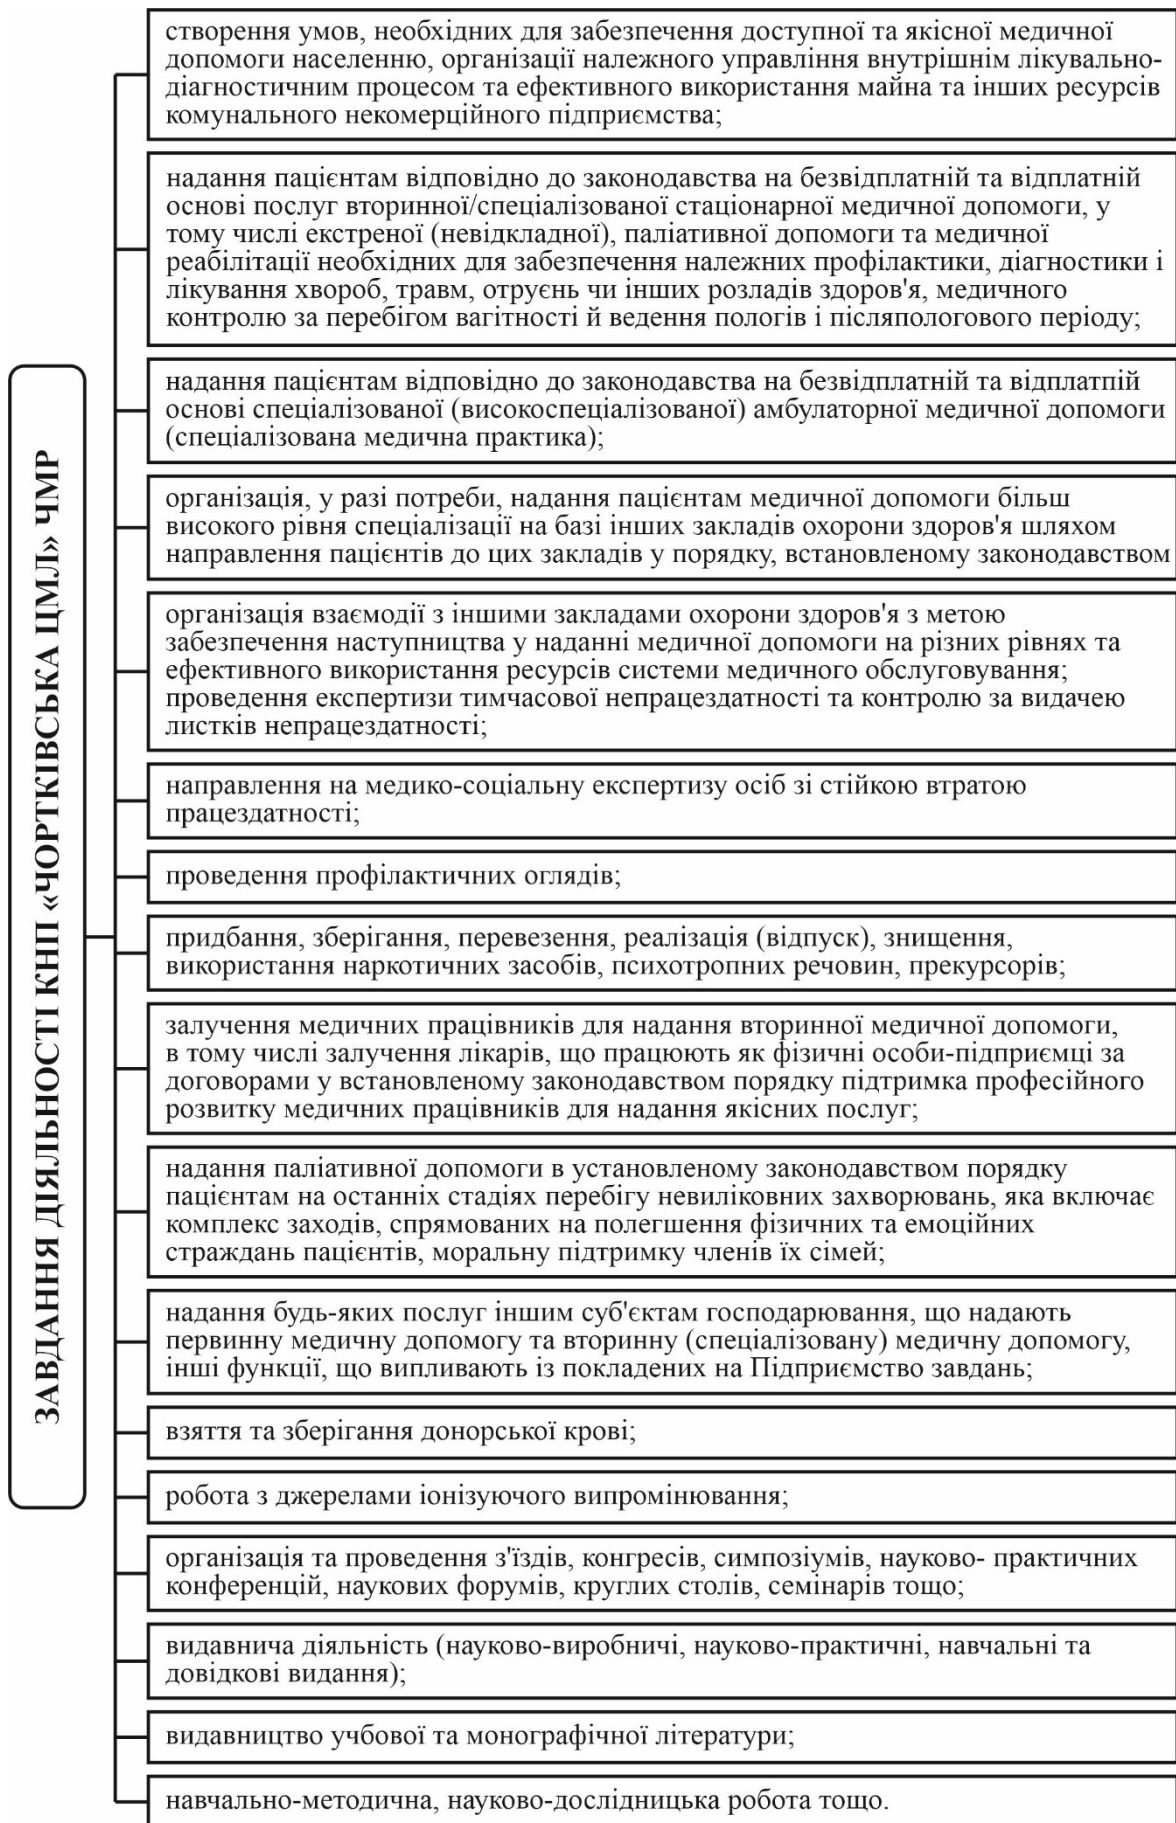 ЗАВДАННЯ ДІЯЛЬНОСТІ КНП «ЧОРТКІВСЬКА ЦМЛ» ЧМР
створення умов, необхідних для забезпечення доступної та якісної медичної
допомоги населенню, організації належного управління внутрішнім лікувально-
діагностичним процесом та ефективного використання майна та інших ресурсів
комунального некомерційного підприємства;
надання пацієнтам відповідно до законодавства на безвідплатній та відплатній
основі послуг вторинної/спеціалізованої стаціонарної медичної допомоги, у
тому числі екстреної (невідкладної), паліативної допомоги та медичної
реабілітації необхідних для забезпечення належних профілактики, діагностики і
лікування хвороб, травм, отруєнь чи інших розладів здоров'я, медичного
контролю за перебігом вагітності й ведення пологів і післяпологового періоду;
надання пацієнтам відповідно до законодавства на безвідплатній та відплатпій
основі спеціалізованої (високоспеціалізованої) амбулаторної медичної допомоги
(спеціалізована медична практика);
організація, у разі потреби, надання пацієнтам медичної допомоги більш
високого рівня спеціалізації на базі інших закладів охорони здоров'я шляхом
направлення пацієнтів до цих закладів у порядку, встановленому законодавством
організація взаємодії з іншими закладами охорони здоров'я з метою
забезпечення наступництва у наданні медичної допомоги на різних рівнях та
ефективного використання ресурсів системи медичного обслуговування;
проведення експертизи тимчасової непрацездатності та контролю за видачею
листків непрацездатності;
направлення на медико-соціальну експертизу осіб зі стійкою втратою
працездатності;
проведення профілактичних оглядів;
придбання, зберігання, перевезення, реалізація (відпуск), знищення,
використання наркотичних засобів, психотропних речовин, прекурсорів;
залучення медичних працівників для надання вторинної медичної допомоги,
в тому числі залучення лікарів, що працюють як фізичні особи-підприємці за
договорами у встановленому законодавством порядку підтримка професійного
розвитку медичних працівників для надання якісних послуг;
надання паліативної допомоги в установленому законодавством порядку
пацієнтам на останніх стадіях перебігу невиліковних захворювань, яка включає
комплекс заходів, спрямованих на полегшення фізичних та емоційних
страждань пацієнтів, моральну підтримку членів їх сімей;
надання будь-яких послуг іншим суб'єктам господарювання, що надають
первинну медичну допомогу та вторинну (спеціалізовану) медичну допомогу,
інші функції, що випливають із покладених на Підприємство завдань;
взяття та зберігання донорської крові;
робота з джерелами іонізуючого випромінювання;
організація та проведення з'їздів, конгресів, симпозіумів, науково- практичних
конференцій, наукових форумів, круглих столів, семінарів тощо;
видавнича діяльність (науково-виробничі, науково-практичні, навчальні та
довідкові видання);
видавництво учбової та монографічної літератури;
навчально-методична, науково-дослідницька робота тощо.